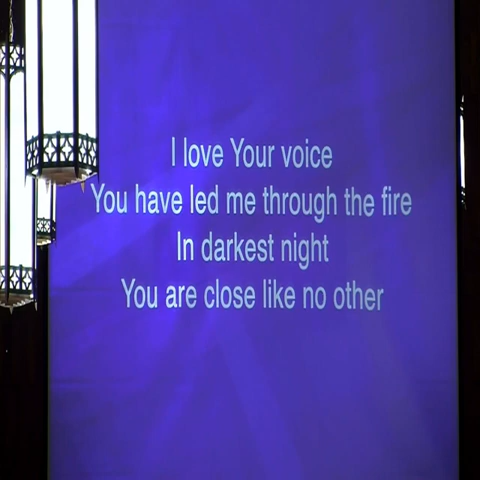 I love Your voice
You have led me through the fire
In darkest night
You are close like no other